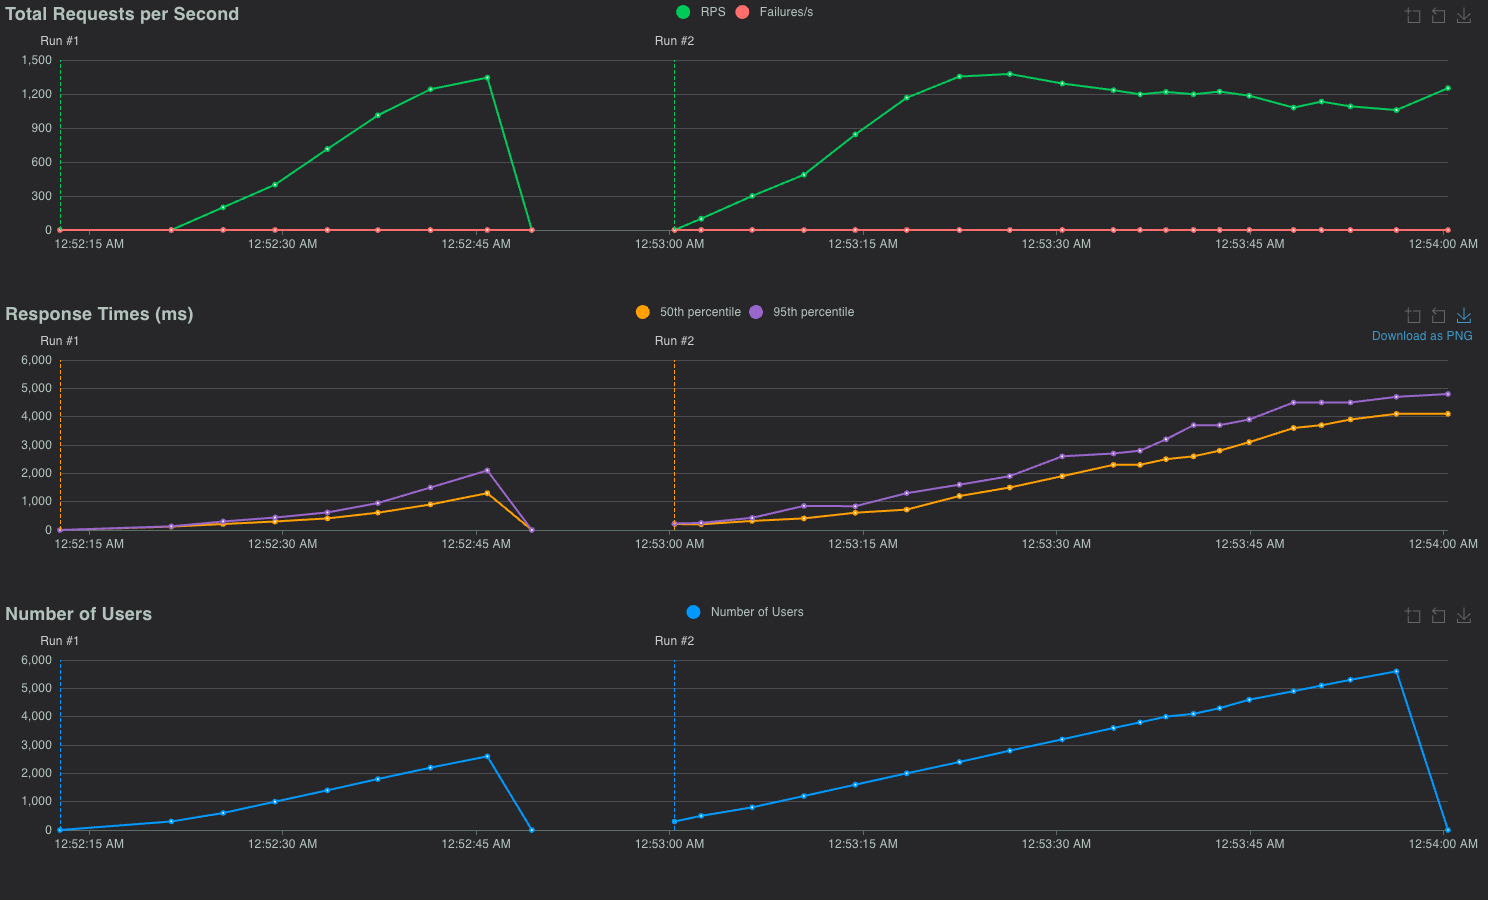 Total Requests per Second
RPS Failures/s
Run #1 Run #2
1,500
1,200
900
600
300
0
12:52:15 AM 12:52:30 AM 12:52:45 AM 12:53:00 AM 12:53:15 AM 12:53:30 AM 12:53:45 AM 12:54:00 AM
Response Times (ms)
50th percentile 95th percentile
Download as PNG
Run #1 Run #2
6,000
5,000
4,000
3,000
2,000
1,000
0
12:52:15 AM 12:52:30 AM 12:52:45 AM 12:53:00 AM 12:53:15 AM 12:53:30 AM 12:53:45 AM 12:54:00 AM
Number of Users
Number of Users
Run #1 Run #2
6,000
5,000
4,000
3,000
2,000
1,000
0
12:52:15 AM 12:52:30 AM 12:52:45 AM 12:53:00 AM 12:53:15 AM 12:53:30 AM 12:53:45 AM 12:54:00 AM